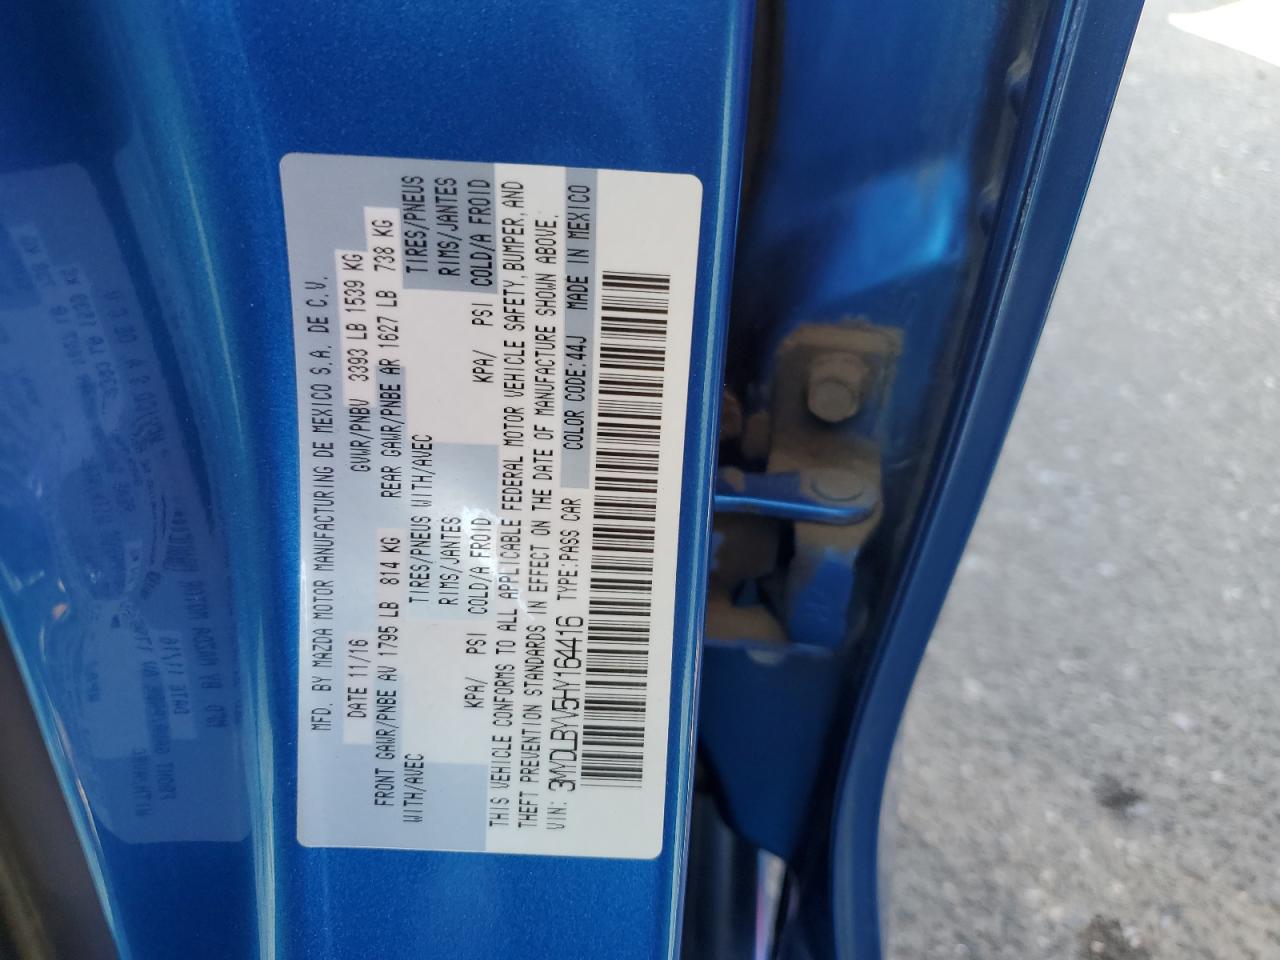 MFD. BY MAZDA MOTOR MANUFACTURING DE MEXICO S.A. DE C.V.
DATE 11/16 GVWR/PNBV 3393 LB 1539 KG
FRONT GAWR/PNBE AV 1795 LB 814 KG REAR GAWR/PNBE AR 1627 LB 738 KG
WITH/AVEC TIRES/PNEUS WITH/AVEC TIRES/PNEUS
RIMS/JANTES RIMS/JANTES
KPA/ PSI COLD/A FROID KPA/ PSI COLD/A FROID
THIS VEHICLE CONFORMS TO ALL APPLICABLE FEDERAL MOTOR VEHICLE SAFETY, BUMPER, AND
THEFT PREVENTION STANDARDS IN EFFECT ON THE DATE OF MANUFACTURE SHOWN ABOVE.
VIN: 3MYDLBYV5HY164416 TYPE:PASS CAR COLOR CODE:44J MADE IN MEXICO